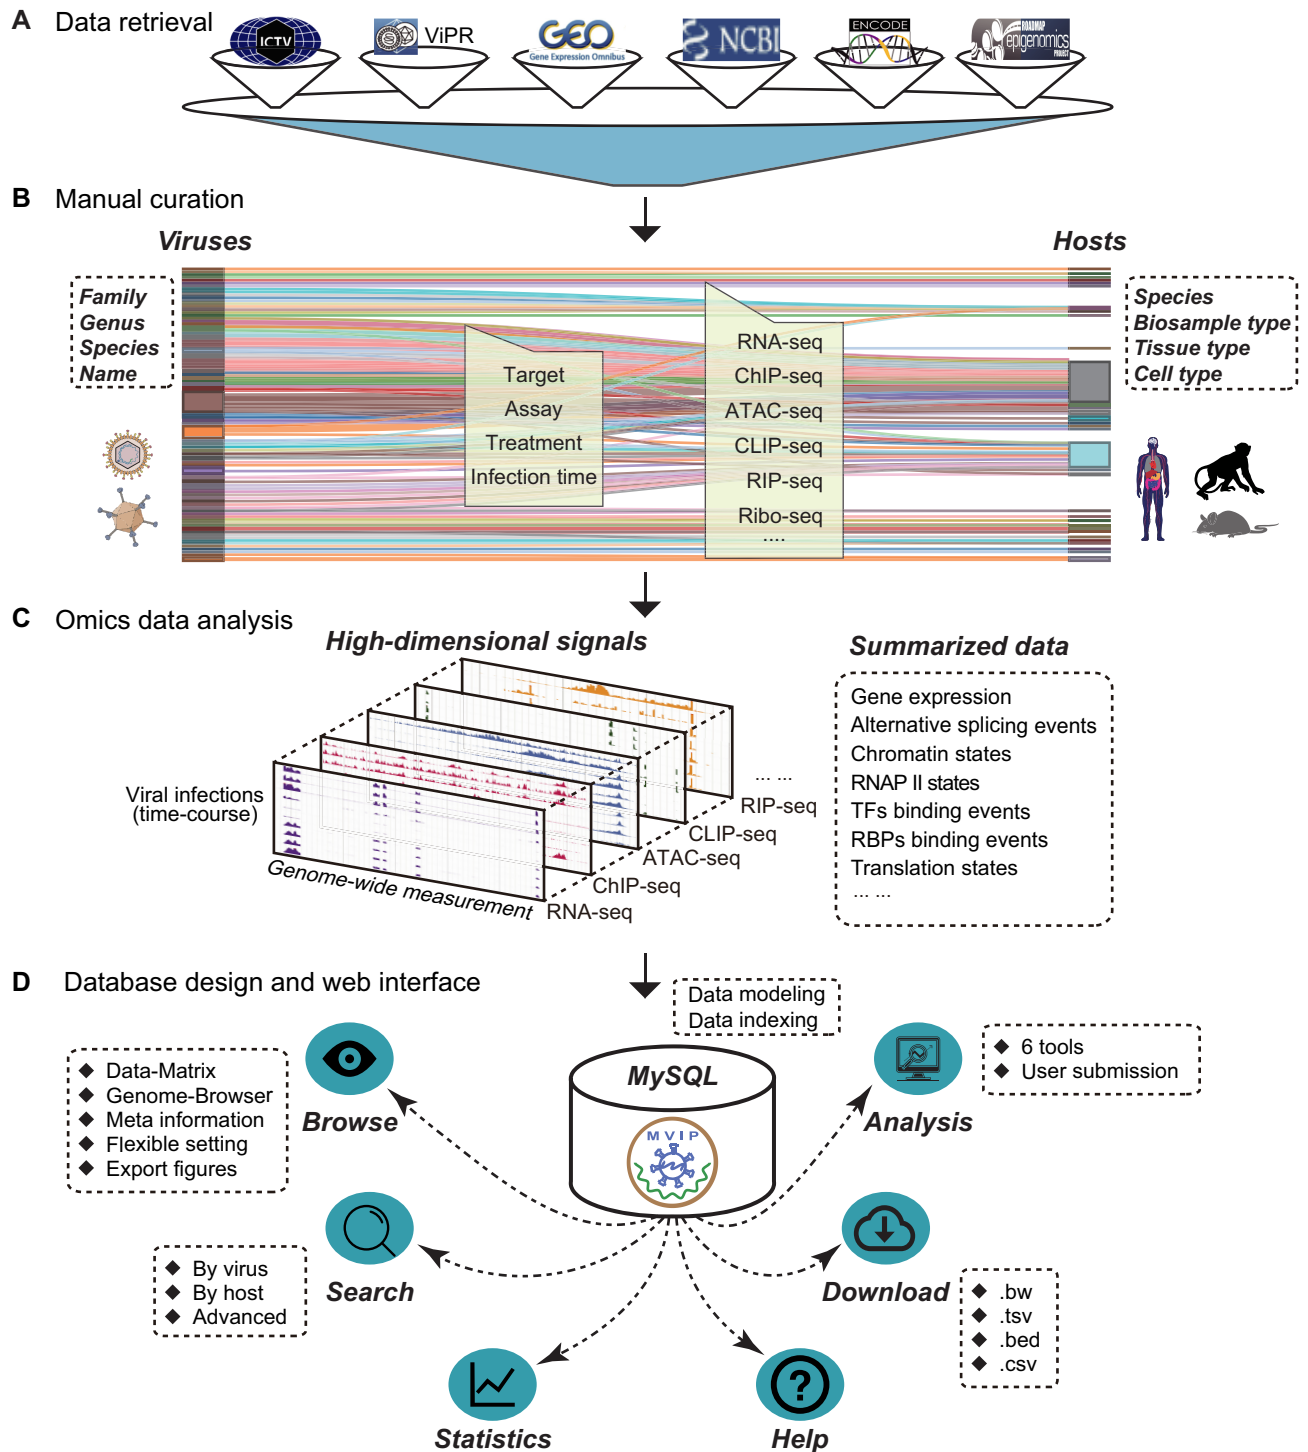 A Data retrieval
ICTV
ViPR
GEO
Gene Expression Omnibus
NCBI
ENCODE
ROADMAP
epigenomics
PROJECT
B Manual curation
Viruses
Hosts
Family
Genus
Species
Name
Target
Assay
Treatment
Infection time
RNA-seq
ChIP-seq
ATAC-seq
CLIP-seq
RIP-seq
Ribo-seq
....
Species
Biosample type
Tissue type
Cell type
C Omics data analysis
High-dimensional signals
Viral infections
(time-course)
Genome-wide measurement
RNA-seq
ChIP-seq
ATAC-seq
CLIP-seq
RIP-seq
... ...
Summarized data
Gene expression
Alternative splicing events
Chromatin states
RNAP II states
TFs binding events
RBPs binding events
Translation states
... ...
D Database design and web interface
Data modeling
Data indexing
MySQL
MVIP
◆ Data-Matrix
◆ Genome-Browser
◆ Meta information
◆ Flexible setting
◆ Export figures
Browse
◆ 6 tools
◆ User submission
Analysis
◆ By virus
◆ By host
◆ Advanced
Search
Download
◆ .bw
◆ .tsv
◆ .bed
◆ .csv
Statistics
?
Help